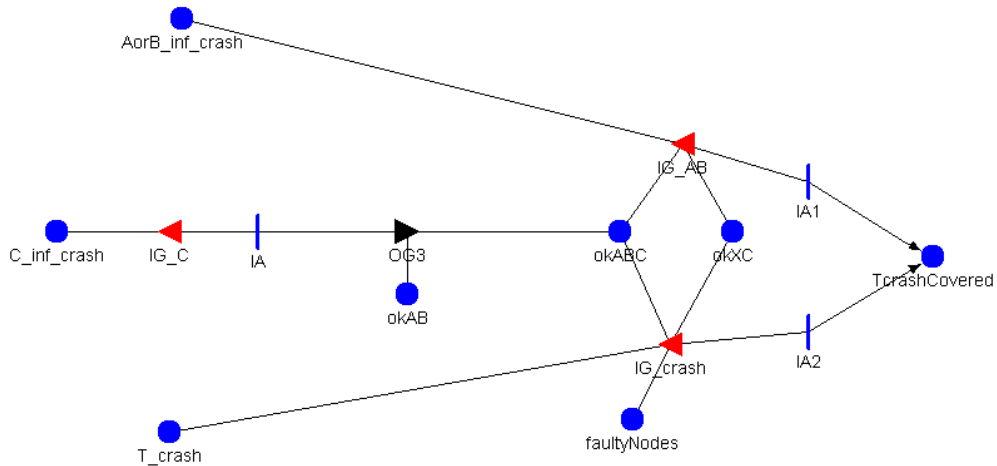 AorB_inf_crash
IG_AB
IA1
C_inf_crash
IG_C
IA
OG3
okABC
okXC
TcrashCovered
okAB
IG_crash
IA2
faultyNodes
T_crash